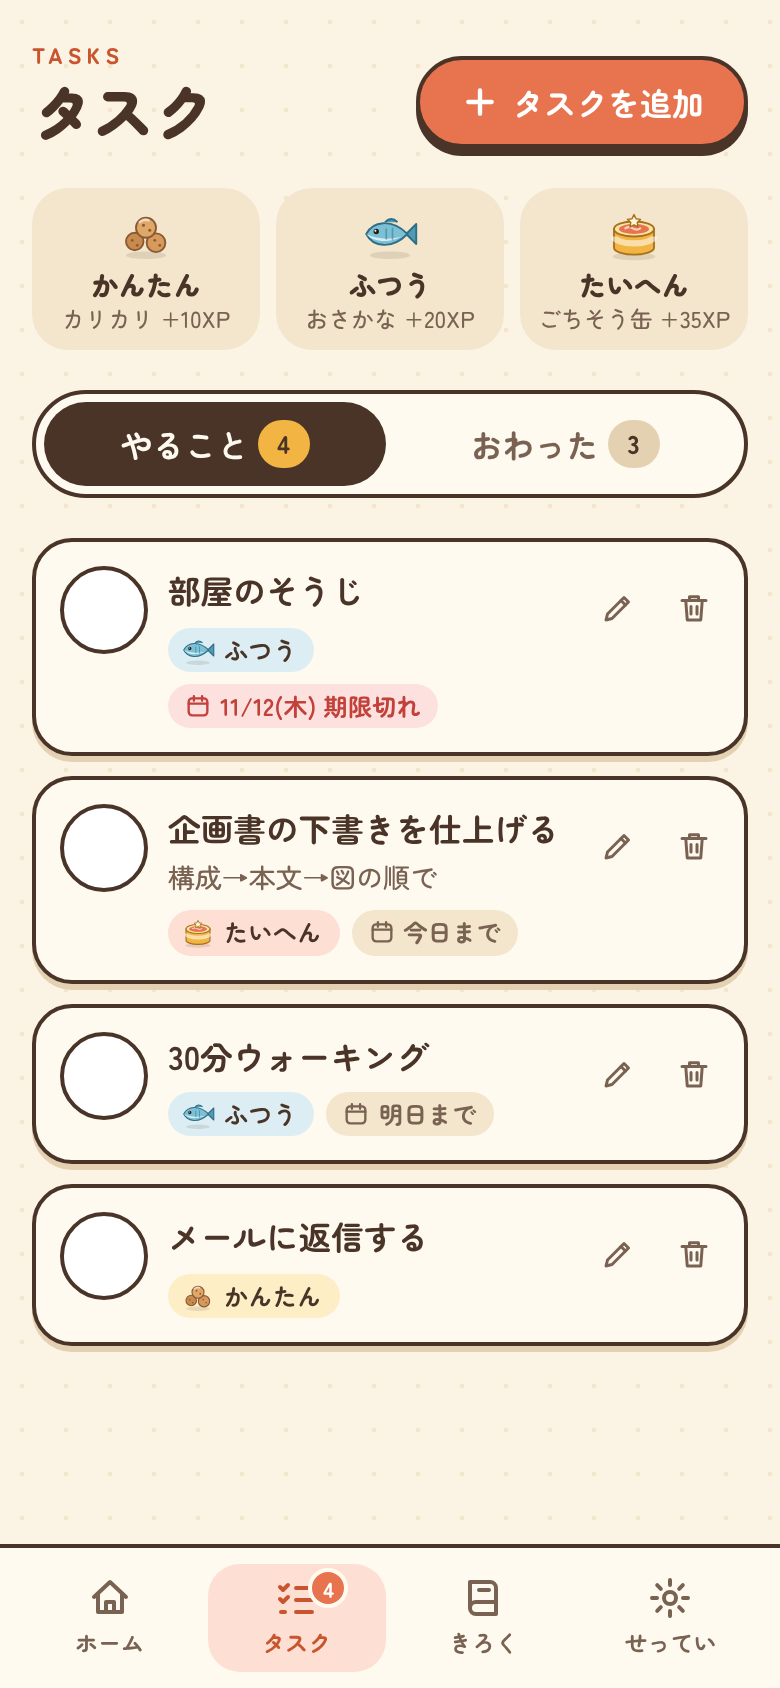 TASKS
タスク
+ タスクを追加
かんたん
カリカリ +10XP
ふつう
おさかな +20XP
たいへん
ごちそう缶 +35XP
やること 4
おわった 3
部屋のそうじ
ふつう
11/12(木) 期限切れ
企画書の下書きを仕上げる
構成→本文→図の順で
たいへん
今日まで
30分ウォーキング
ふつう
明日まで
メールに返信する
かんたん
ホーム
4
タスク
きろく
せってい